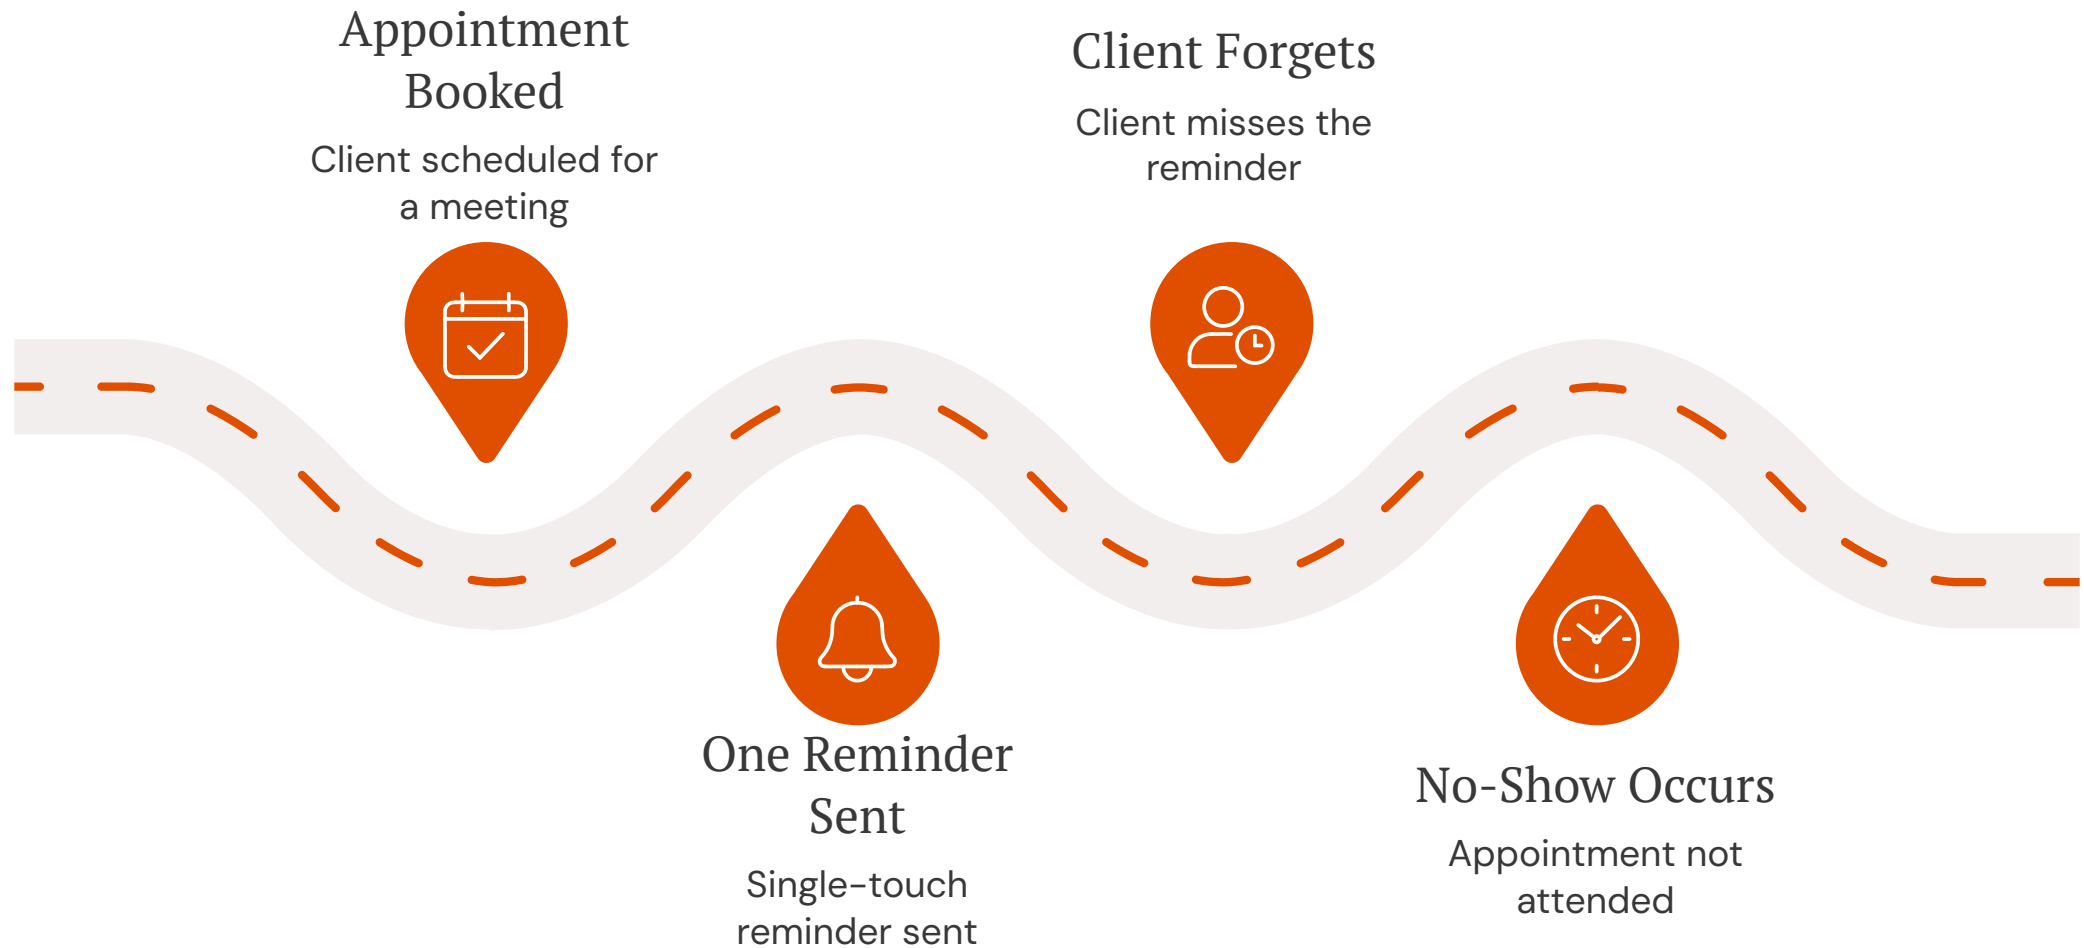 Appointment
Booked
Client scheduled for
a meeting
One Reminder
Sent
Single-touch
reminder sent
Client Forgets
Client misses the
reminder
No-Show Occurs
Appointment not
attended